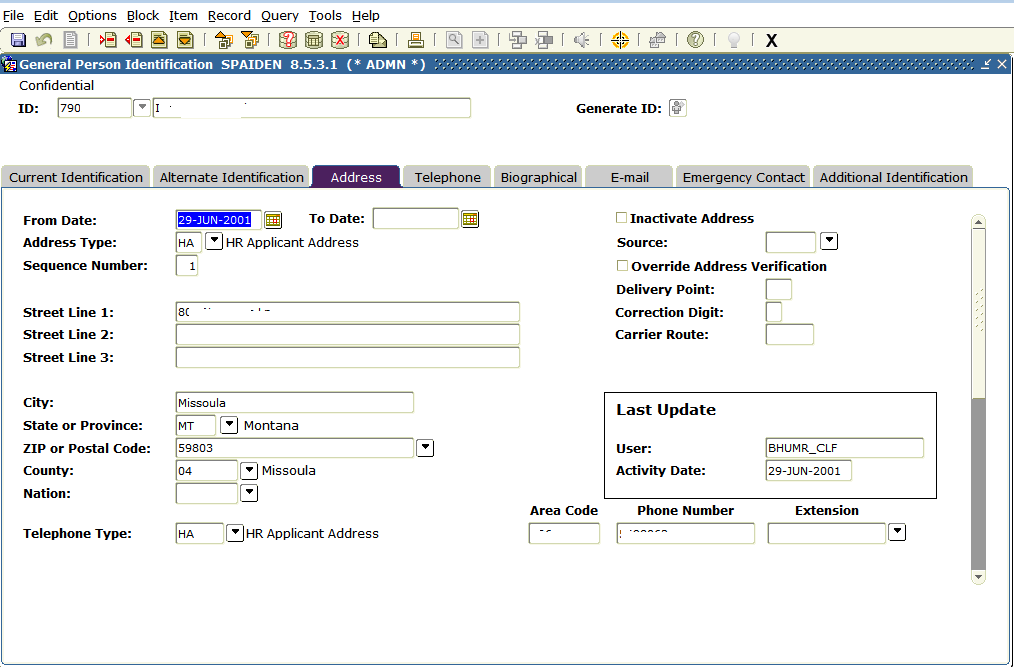 File Edit Options Block Item Record Query Tools Help
X
General Person Identification SPAIDEN 8.5.3.1 (* ADMN *)
Confidential
ID: 790 Generate ID:
Current Identification Alternate Identification Address Telephone Biographical E-mail Emergency Contact Additional Identification
From Date: 29-JUN-2001 To Date: Inactivate Address
Address Type: HA HR Applicant Address Source:
Sequence Number: 1 Override Address Verification
Delivery Point:
Street Line 1: Correction Digit:
Street Line 2: Carrier Route:
Street Line 3:
City: Missoula
Last Update
State or Province: MT Montana
ZIP or Postal Code: 59803 User: BHUMR_CLF
County: 04 Missoula Activity Date: 29-JUN-2001
Nation:
Area Code Phone Number Extension
Telephone Type: HA HR Applicant Address